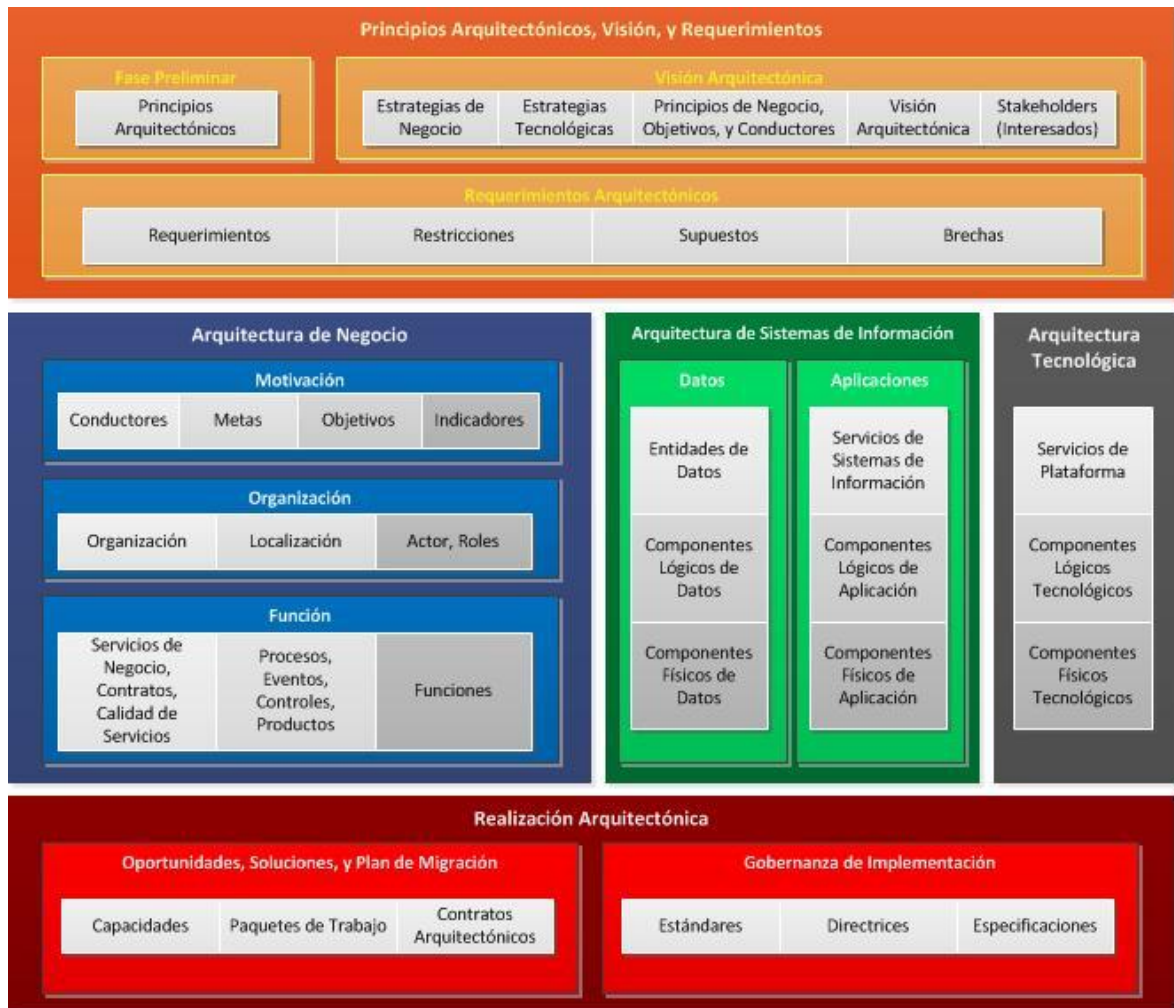 Principios Arquitectónicos, Visión, y Requerimientos
Fase Preliminar
Principios
Arquitectónicos
Visión Arquitectónica
Estrategias de
Negocio
Estrategias
Tecnológicas
Principios de Negocio,
Objetivos, y Conductores
Visión
Arquitectónica
Stakeholders
(Interesados)
Requerimientos Arquitectónicos
Requerimientos
Restricciones
Supuestos
Brechas
Arquitectura de Negocio
Motivación
Conductores
Metas
Objetivos
Indicadores
Organización
Organización
Localización
Actor, Roles
Función
Servicios de
Negocio,
Contratos,
Calidad de
Servicios
Procesos,
Eventos,
Controles,
Productos
Funciones
Arquitectura de Sistemas de Información
Datos
Entidades de
Datos
Componentes
Lógicos de
Datos
Componentes
Físicos de
Datos
Aplicaciones
Servicios de
Sistemas de
Información
Componentes
Lógicos de
Aplicación
Componentes
Físicos de
Aplicación
Arquitectura
Tecnológica
Servicios de
Plataforma
Componentes
Lógicos
Tecnológicos
Componentes
Físicos
Tecnológicos
Realización Arquitectónica
Oportunidades, Soluciones, y Plan de Migración
Capacidades
Paquetes de Trabajo
Contratos
Arquitectónicos
Gobernanza de Implementación
Estándares
Directrices
Especificaciones